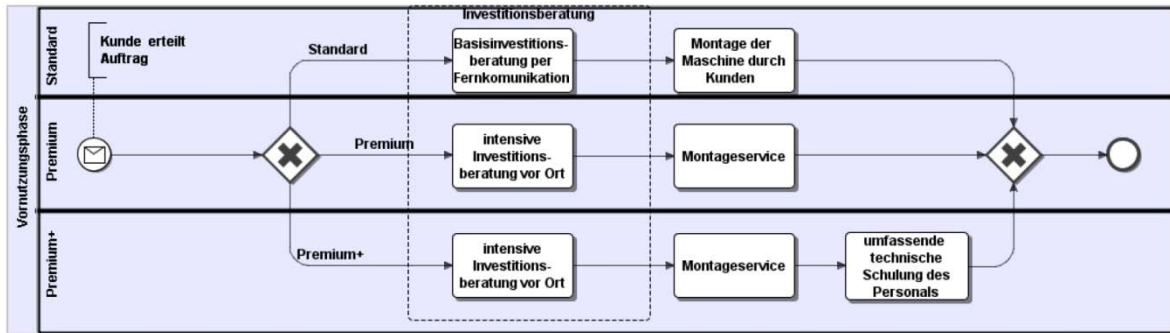 Investitionsberatung
Vornutzungsphase
Standard
Kunde erteilt
Auftrag
Standard
Basisinvestitions-
beratung per
Fernkomunikation
Montage der
Maschine durch
Kunden
Premium
Premium
intensive
Investitions-
beratung vor Ort
Montageservice
Premium+
Premium+
intensive
Investitions-
beratung vor Ort
Montageservice
umfassende
technische
Schulung des
Personals